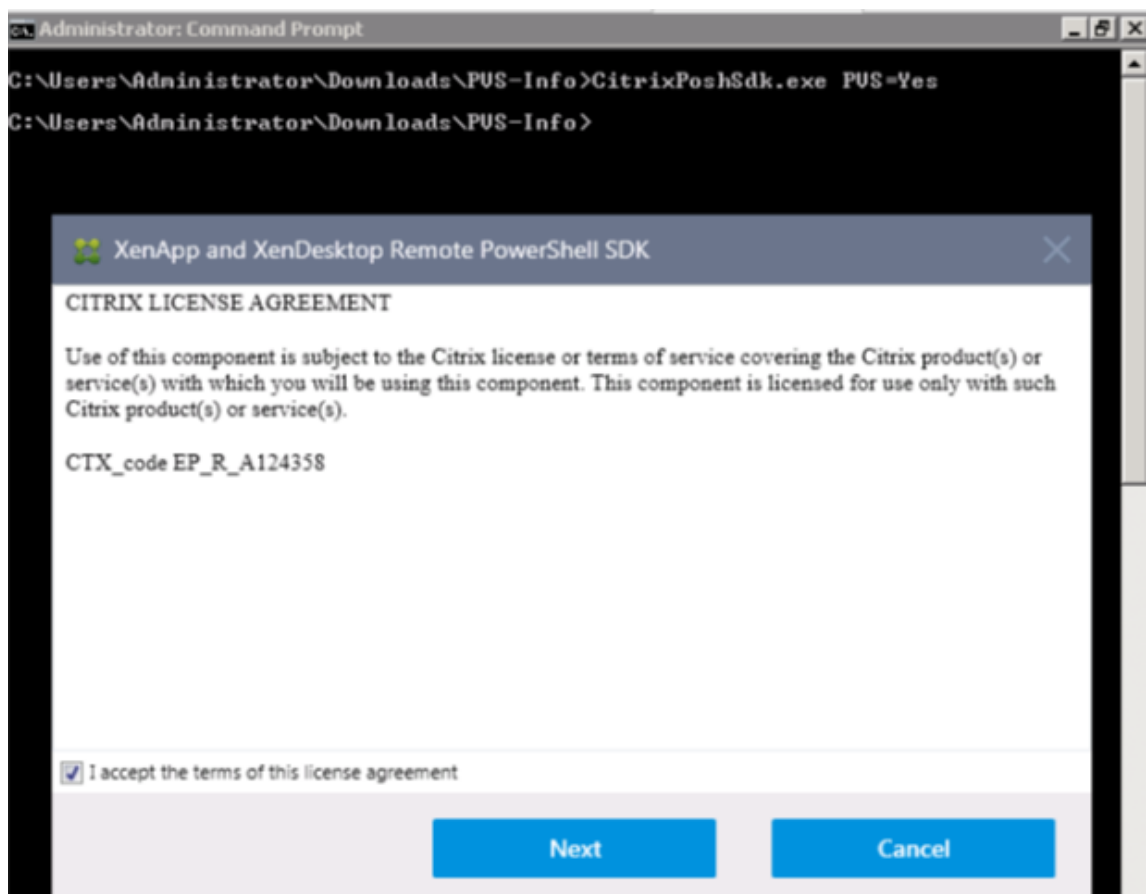 Administrator: Command Prompt
C:\Users\Administrator\Downloads\PVS-Info>CitrixPoshSdk.exe PVS=Yes
C:\Users\Administrator\Downloads\PVS-Info>
XenApp and XenDesktop Remote PowerShell SDK
CITRIX LICENSE AGREEMENT
Use of this component is subject to the Citrix license or terms of service covering the Citrix product(s) or
service(s) with which you will be using this component. This component is licensed for use only with such
Citrix product(s) or service(s).
CTX_code EP_R_A124358
I accept the terms of this license agreement
Next Cancel